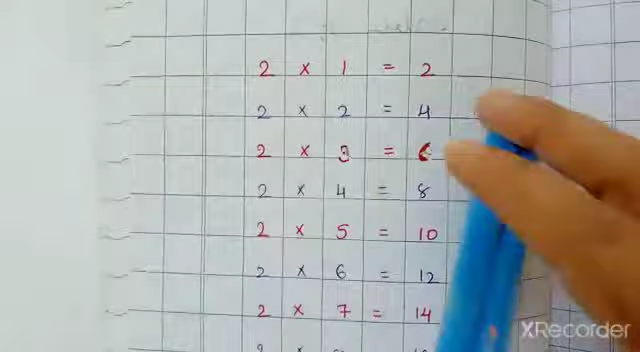 2 × 1 = 2
2 × 2 = 4
2 × 3 = 6
2 × 4 = 8
2 × 5 = 10
2 × 6 = 12
2 × 7 = 14
XRecorder